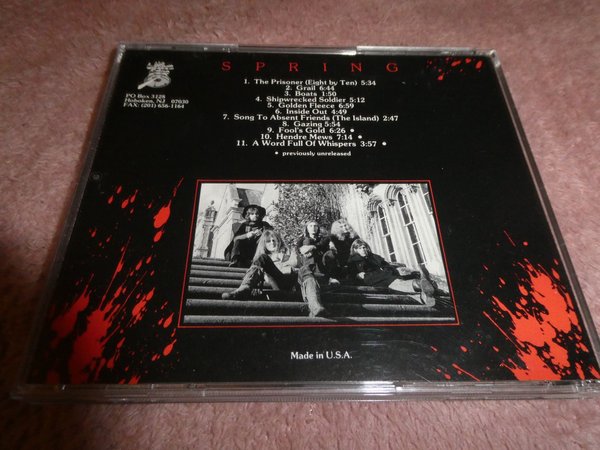 SPRING
PO Box 3228
Hoboken, NJ 07030
FAX: (201) 656-1164
1. The Prisoner (Eight by Ten) 5:34
2. Grail 6:44
3. Boats 1:50
4. Shipwrecked Soldier 5:12
5. Golden Fleece 6:59
6. Inside Out 4:49
7. Song To Absent Friends (The Island) 2:47
8. Gazing 5:54
9. Fool's Gold 6:26 •
10. Hendre Mews 7:14 •
11. A Word Full Of Whispers 3:57 •
• previously unreleased
Made in U.S.A.